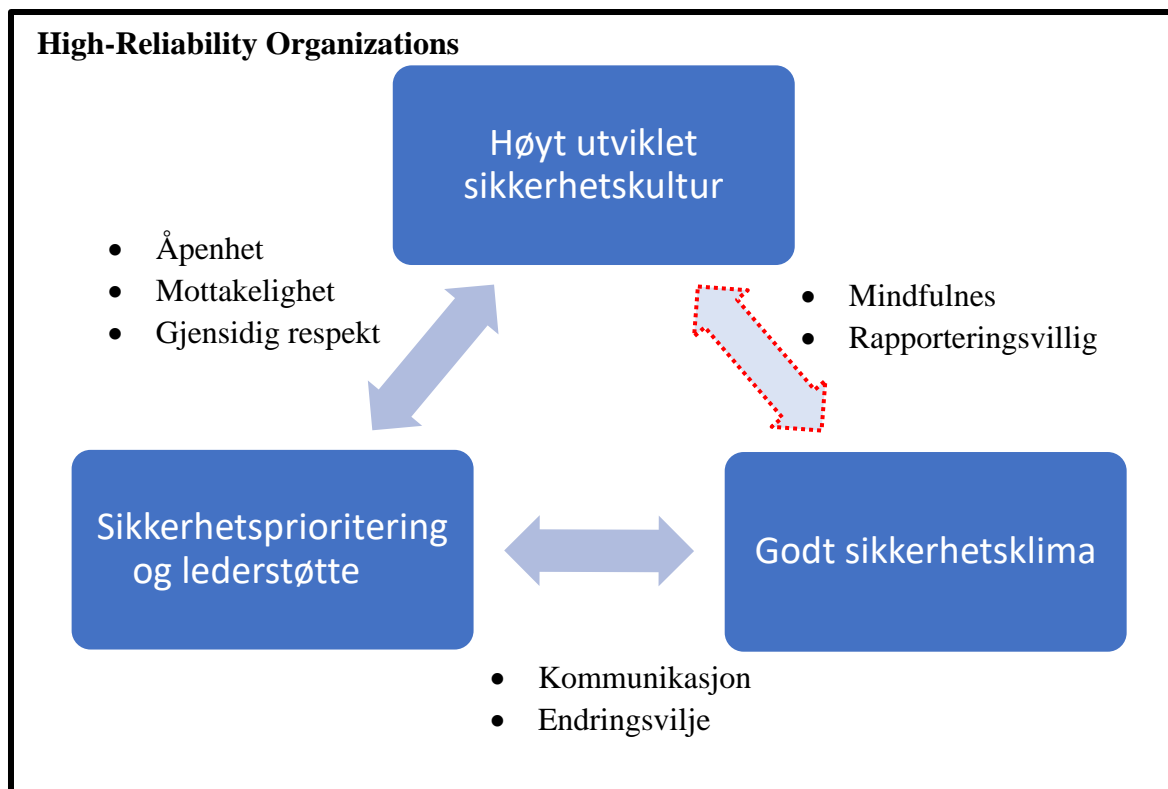 High-Reliability Organizations
Høyt utviklet
sikkerhetskultur
• Åpenhet
• Mottakelighet
• Gjensidig respekt
• Mindfulnes
• Rapporteringsvillig
Sikkerhetsprioritering
og lederstøtte
Godt sikkerhetsklima
• Kommunikasjon
• Endringsvilje